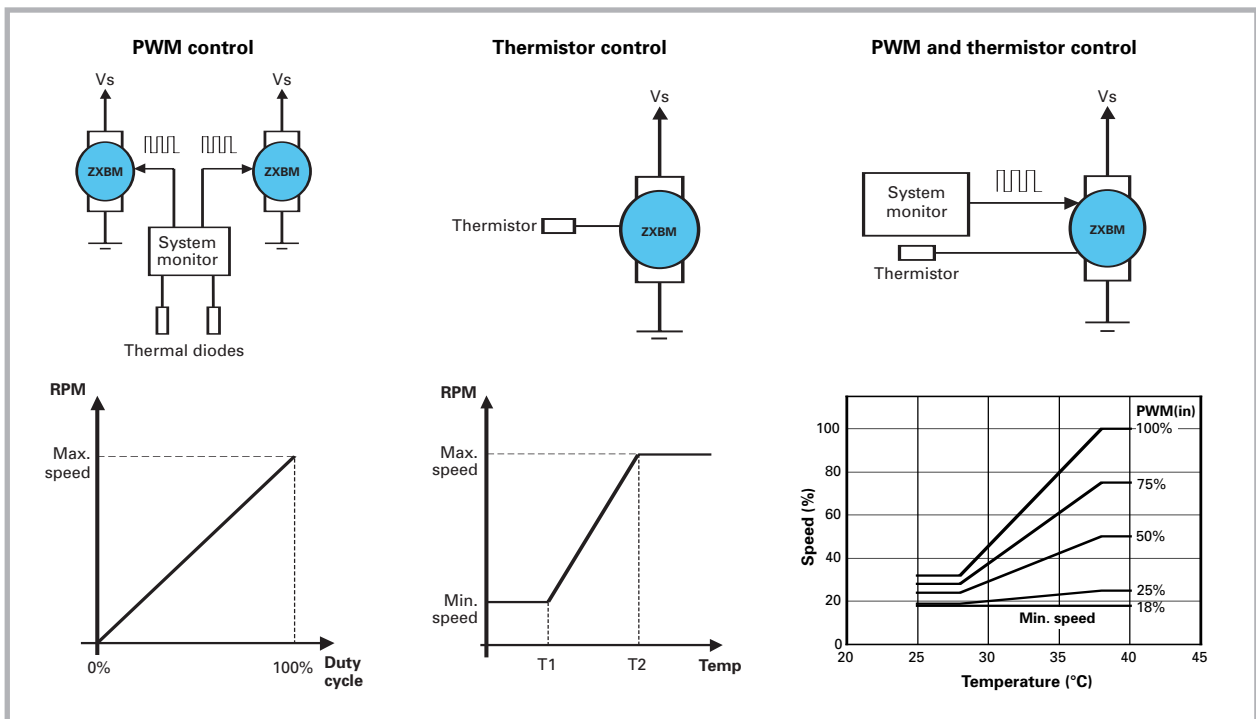 PWM control
Vs
Vs
ZXBM
ZXBM
System
monitor
Thermal diodes
Thermistor control
Vs
Thermistor
ZXBM
PWM and thermistor control
Vs
System
monitor
ZXBM
Thermistor
RPM
Max.
speed
0%
100%
Duty
cycle
RPM
Max.
speed
Min.
speed
T1
T2
Temp
PWM(in)
100%
75%
50%
25%
18%
Min. speed
Speed (%)
100
80
60
40
20
0
20
25
30
35
40
45
Temperature (°C)